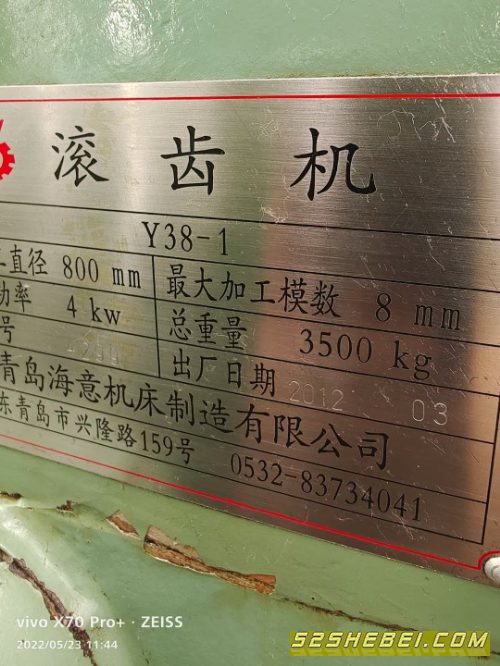 滚齿机
Y38-1
工直径 800 mm 最大加工模数 8 mm
功率 4 kw 总重量 3500 kg
号 出厂日期 2012 03
青岛海意机床制造有限公司
东青岛市兴隆路159号 0532-83734041
vivo X70 Pro+ · ZEISS
2022/05/23 11:44
52SHEBEI.COM